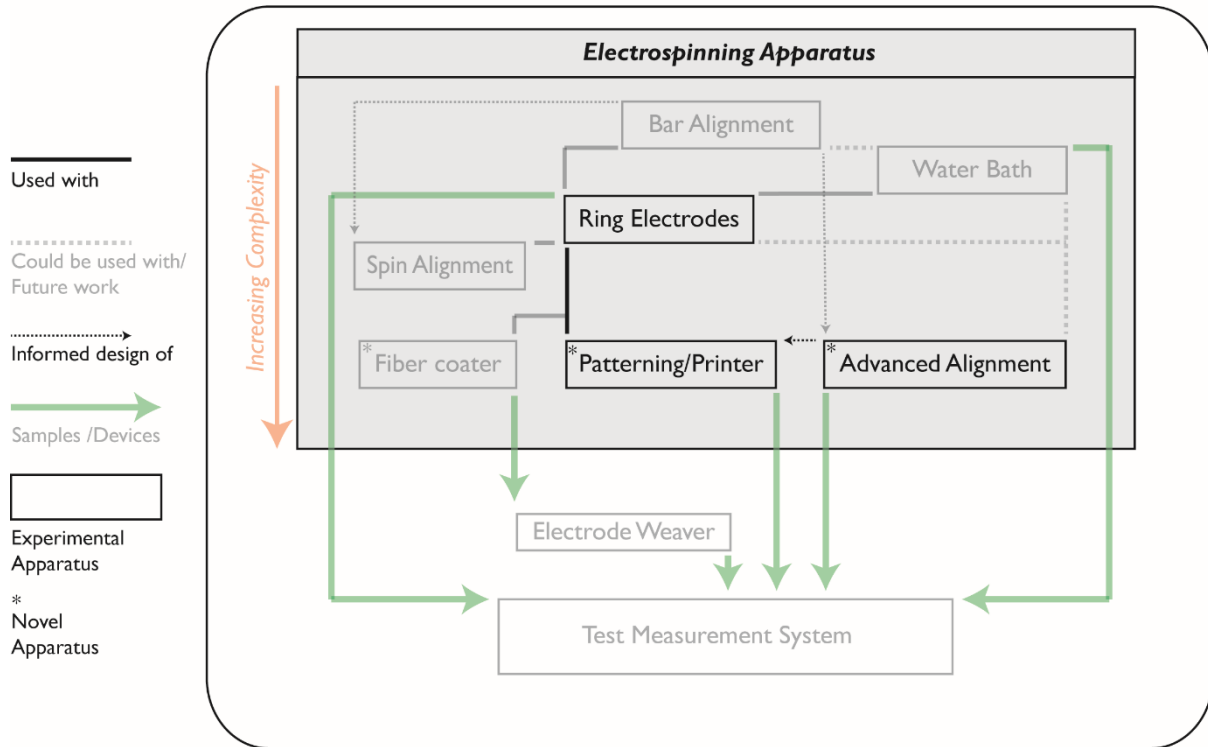 Electrospinning Apparatus
Bar Alignment
Water Bath
Ring Electrodes
Spin Alignment
*Fiber coater
*Patterning/Printer
*Advanced Alignment
Electrode Weaver
Test Measurement System
Increasing Complexity
Used with
Could be used with/
Future work
Informed design of
Samples /Devices
Experimental
Apparatus
*
Novel
Apparatus